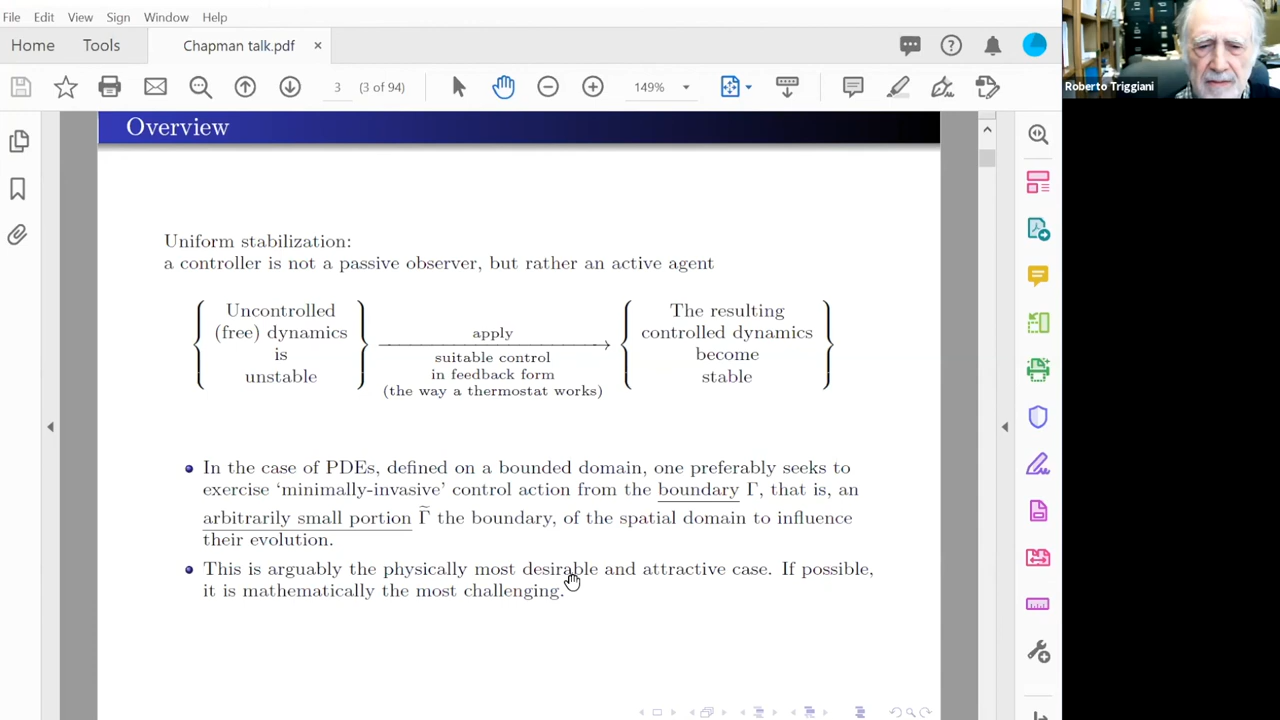 File Edit View Sign Window Help
Home Tools Chapman talk.pdf ×
3 (3 of 94) 149%
Roberto Triggiani
Overview
Uniform stabilization:
a controller is not a passive observer, but rather an active agent
Uncontrolled
(free) dynamics
is
unstable
apply
suitable control
in feedback form
(the way a thermostat works)
The resulting
controlled dynamics
become
stable
In the case of PDEs, defined on a bounded domain, one preferably seeks to
exercise ‘minimally-invasive’ control action from the boundary Γ, that is, an
arbitrarily small portion Γ̃ the boundary, of the spatial domain to influence
their evolution.
This is arguably the physically most desirable and attractive case. If possible,
it is mathematically the most challenging.